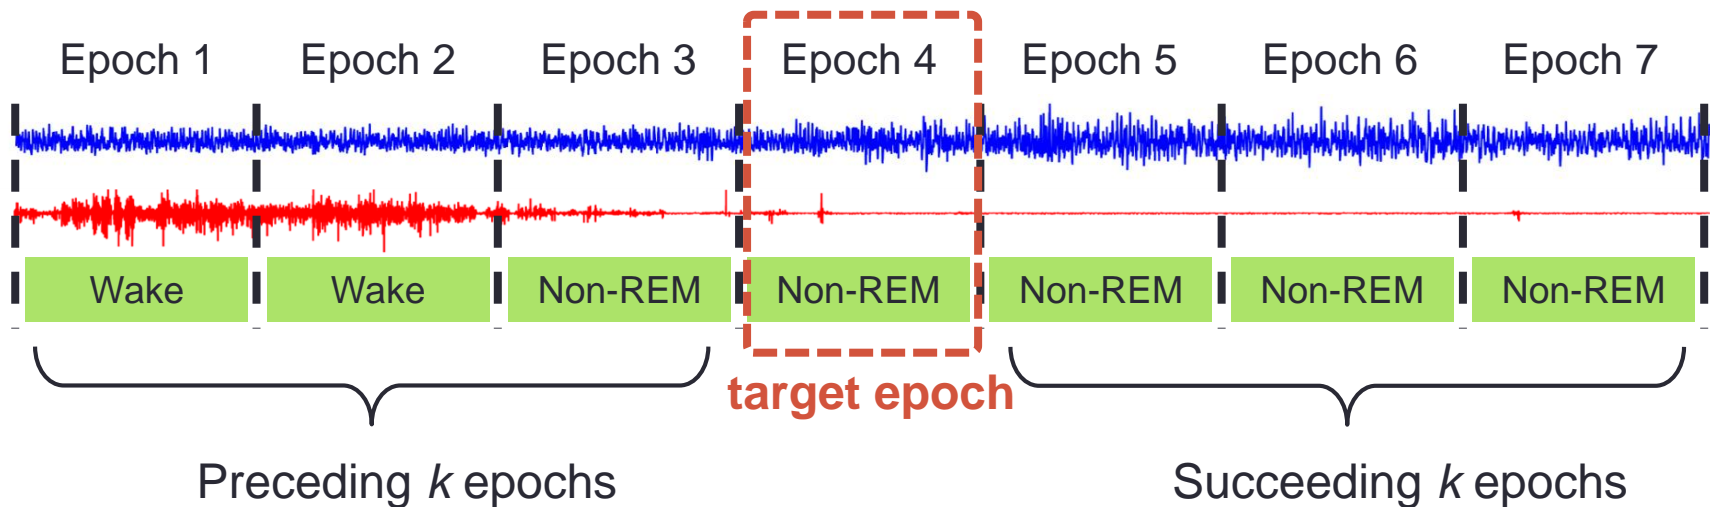 Epoch 1 Epoch 2 Epoch 3 Epoch 4 Epoch 5 Epoch 6 Epoch 7
Wake Wake Non-REM Non-REM Non-REM Non-REM Non-REM
target epoch
Preceding k epochs Succeeding k epochs